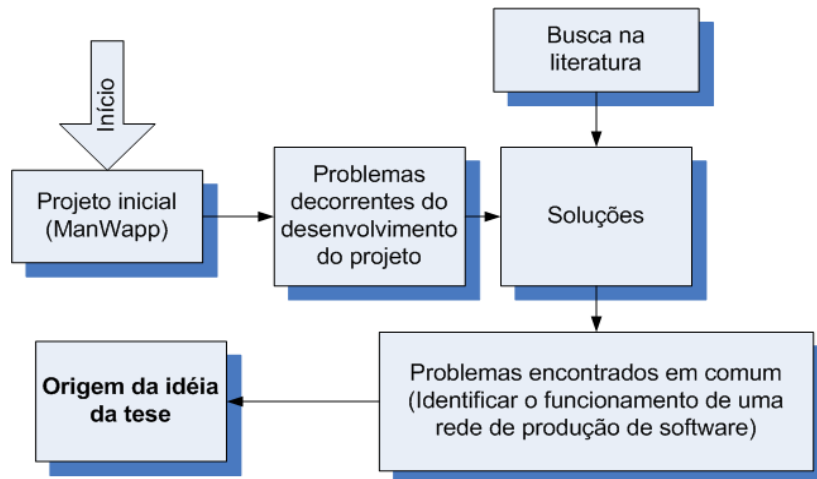 Início
Projeto inicial
(ManWapp)
Problemas
decorrentes do
desenvolvimento
do projeto
Busca na
literatura
Soluções
Problemas encontrados em comum
(Identificar o funcionamento de uma
rede de produção de software)
Origem da idéia
da tese